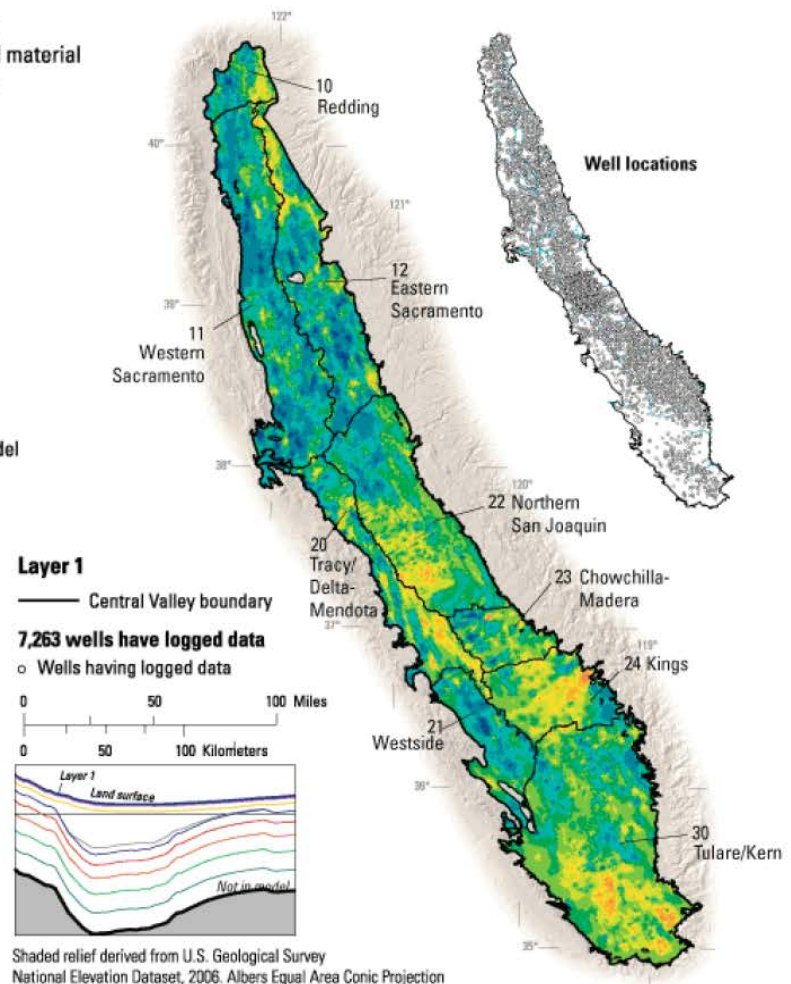 122°
material
10
Redding
40°
Well locations
121°
12
Eastern
Sacramento
39°
11
Western
Sacramento
del
38°
120°
22 Northern
San Joaquin
20
Tracy/
Delta-
Mendota
Layer 1
Central Valley boundary
23 Chowchilla-
Madera
37°
7,263 wells have logged data
Wells having logged data
119°
24 Kings
0 50 100 Miles
0 50 100 Kilometers
21
Westside
Layer 1
Land surface
36°
30
Tulare/Kern
Not in model
35°
Shaded relief derived from U.S. Geological Survey
National Elevation Dataset, 2006. Albers Equal Area Conic Projection